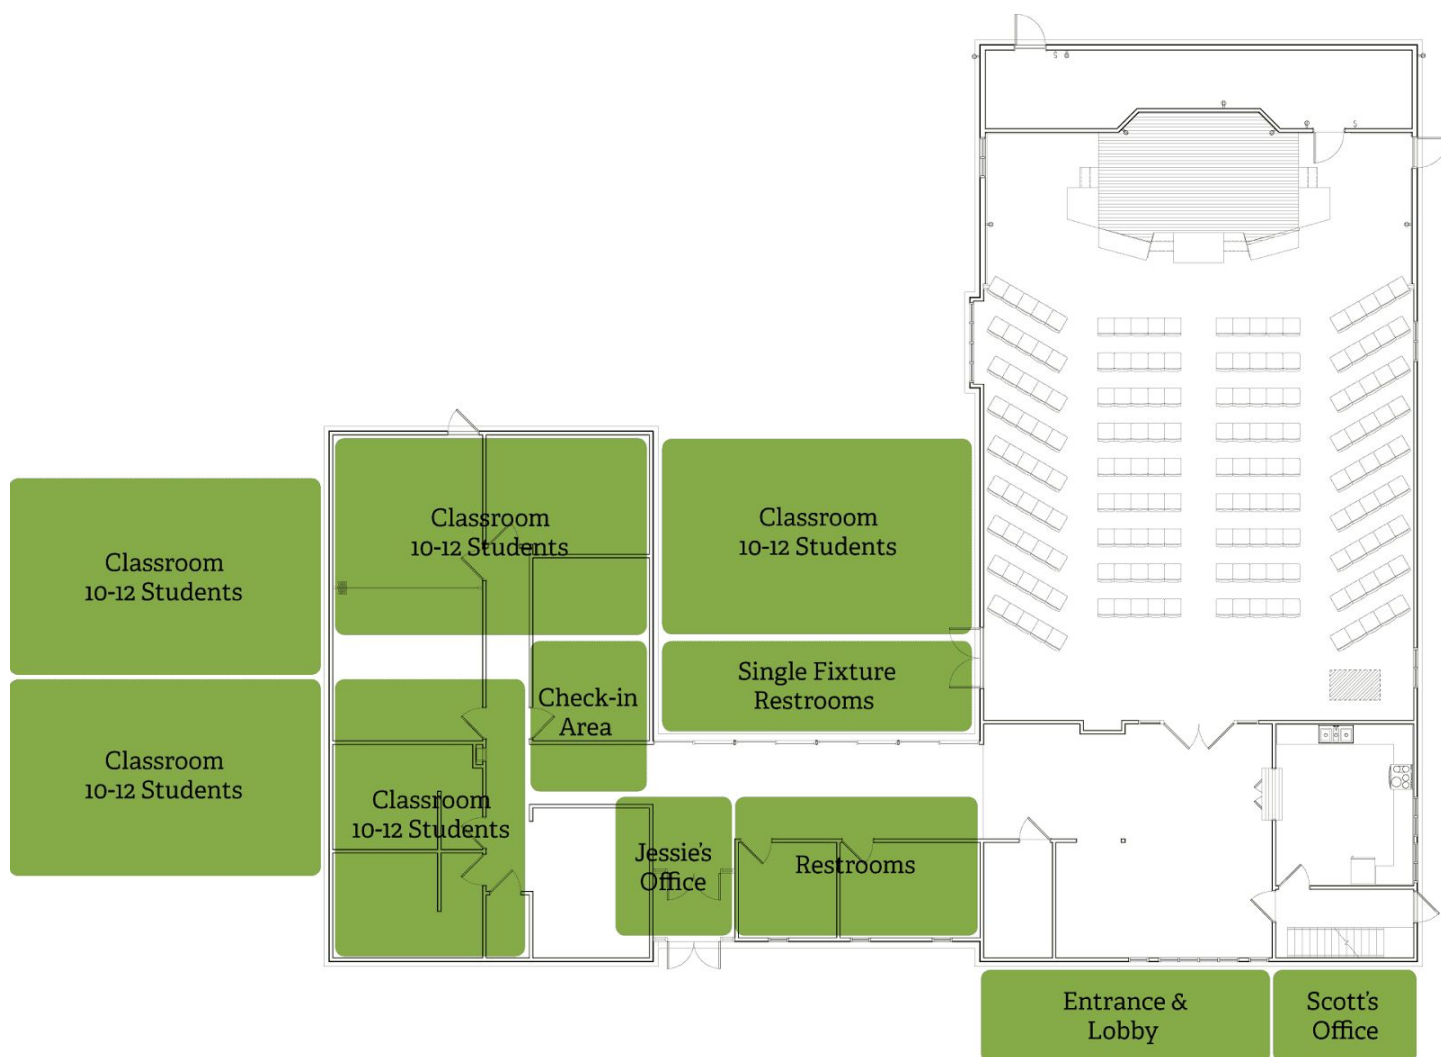 Classroom
10-12 Students
Classroom
10-12 Students
Classroom
10-12 Students
Single Fixture
Restrooms
Check-in
Area
Classroom
10-12 Students
Classroom
10-12 Students
Jessie's
Office
Restrooms
Entrance &
Lobby
Scott's
Office